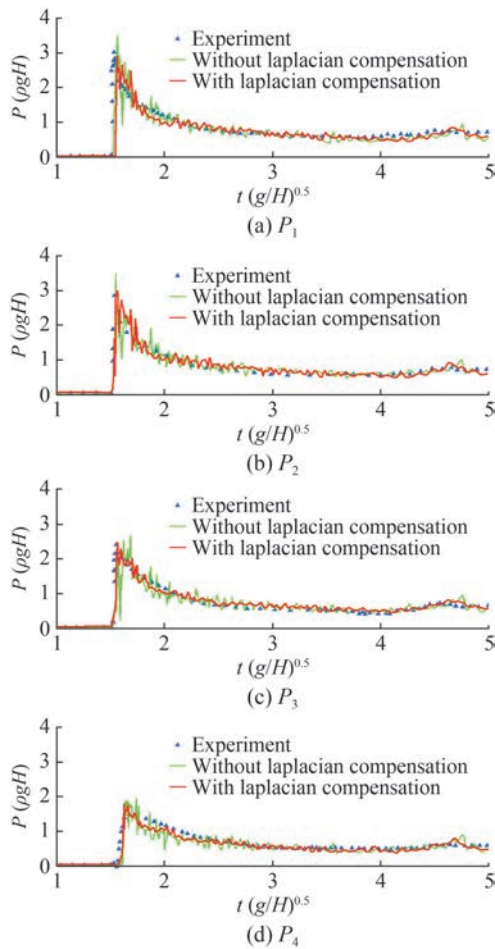 4
Experiment
3
Without laplacian compensation
P (ρgH)
2
With laplacian compensation
1
0
1 2 3 4 5
t (g/H)^0.5
(a) P₁
4
Experiment
3
Without laplacian compensation
P (ρgH)
2
With laplacian compensation
1
0
1 2 3 4 5
t (g/H)^0.5
(b) P₂
4
Experiment
3
Without laplacian compensation
P (ρgH)
2
With laplacian compensation
1
0
1 2 3 4 5
t (g/H)^0.5
(c) P₃
4
Experiment
3
Without laplacian compensation
P (ρgH)
2
With laplacian compensation
1
0
1 2 3 4 5
t (g/H)^0.5
(d) P₄